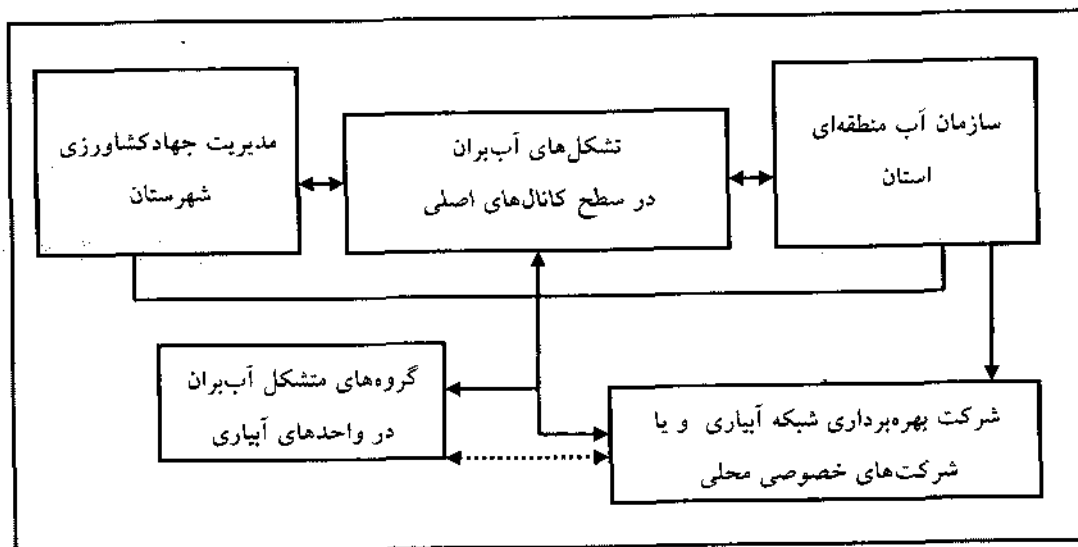 سازمان آب منطقه‌ای
استان
تشکل‌های آب‌بران
در سطح کانال‌های اصلی
مدیریت جهادکشاورزی
شهرستان
گروه‌های متشکل آب‌بران
در واحدهای آبیاری
شرکت بهره‌برداری شبکه آبیاری و یا
شرکت‌های خصوصی محلی